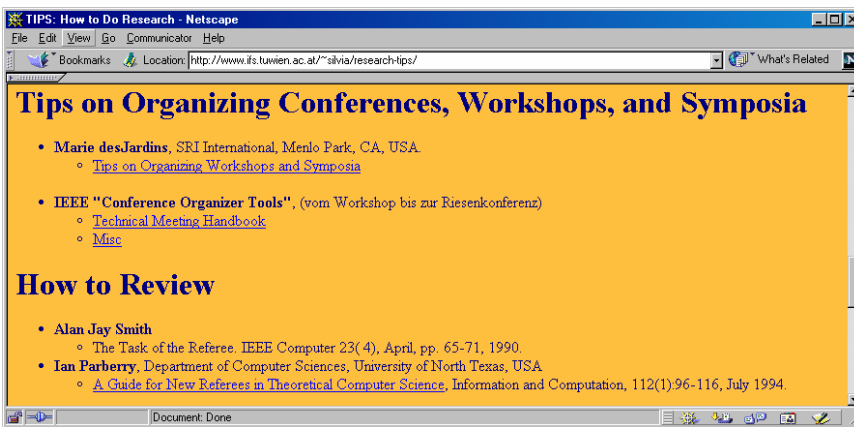 TIPS: How to Do Research - Netscape
File Edit View Go Communicator Help
Bookmarks Location: http://www.ifs.tuwien.ac.at/~silvia/research-tips/ What's Related
Tips on Organizing Conferences, Workshops, and Symposia
Marie desJardins, SRI International, Menlo Park, CA, USA.
Tips on Organizing Workshops and Symposia
IEEE "Conference Organizer Tools", (vom Workshop bis zur Riesenkonferenz)
Technical Meeting Handbook
Misc
How to Review
Alan Jay Smith
The Task of the Referee. IEEE Computer 23( 4), April, pp. 65-71, 1990.
Ian Parberry, Department of Computer Sciences, University of North Texas, USA
A Guide for New Referees in Theoretical Computer Science, Information and Computation, 112(1):96-116, July 1994.
Document: Done